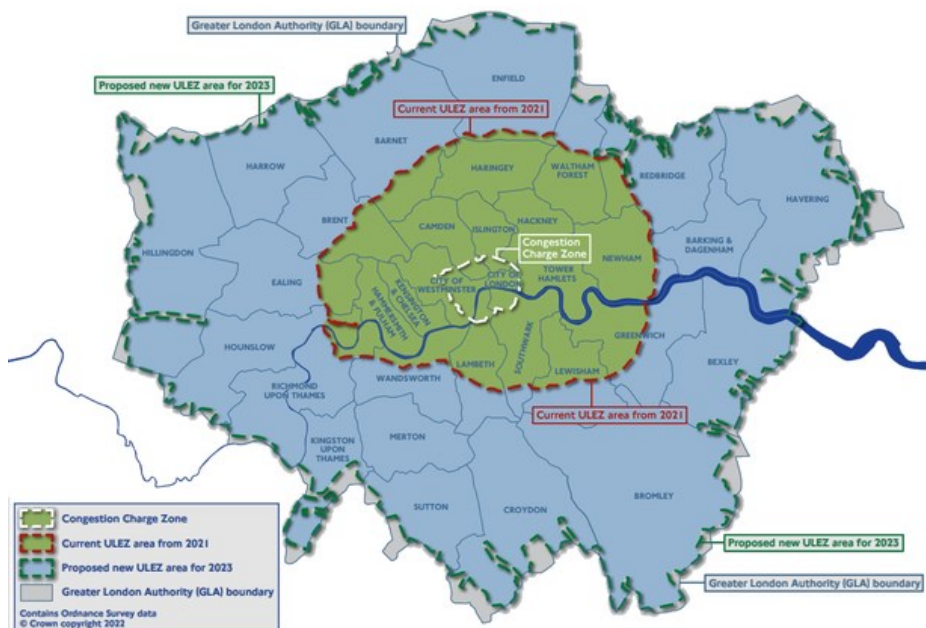 Greater London Authority (GLA) boundary
ENFIELD
Proposed new ULEZ area for 2023
Current ULEZ area from 2021
BARNET
HARROW
HARINGEY
WALTHAM
FOREST
REDBRIDGE
HAVERING
BRENT
CAMDEN
ISLINGTON
HACKNEY
BARKING &
DAGENHAM
HILLINGDON
Congestion
Charge Zone
NEWHAM
EALING
CITY OF
WESTMINSTER
CITY OF
LONDON
TOWER
HAMLETS
KENSINGTON
& CHELSEA
HAMMERSMITH
& FULHAM
HOUNSLOW
SOUTHWARK
GREENWICH
BEXLEY
LAMBETH
WANDSWORTH
LEWISHAM
RICHMOND
UPON THAMES
Current ULEZ area from 2021
MERTON
KINGSTON
UPON
THAMES
BROMLEY
SUTTON
CROYDON
Congestion Charge Zone
Current ULEZ area from 2021
Proposed new ULEZ area for 2023
Greater London Authority (GLA) boundary
Contains Ordnance Survey data
© Crown copyright 2022
Proposed new ULEZ area for 2023
Greater London Authority (GLA) boundary